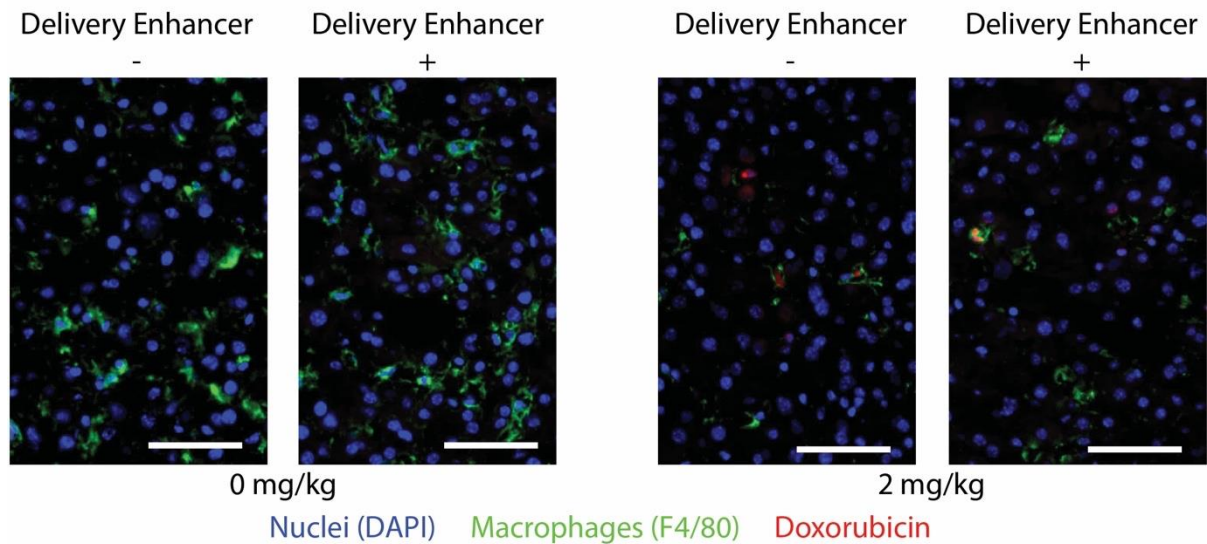 Delivery Enhancer
-
Delivery Enhancer
+
Delivery Enhancer
-
Delivery Enhancer
+
0 mg/kg
2 mg/kg
Nuclei (DAPI) Macrophages (F4/80) Doxorubicin